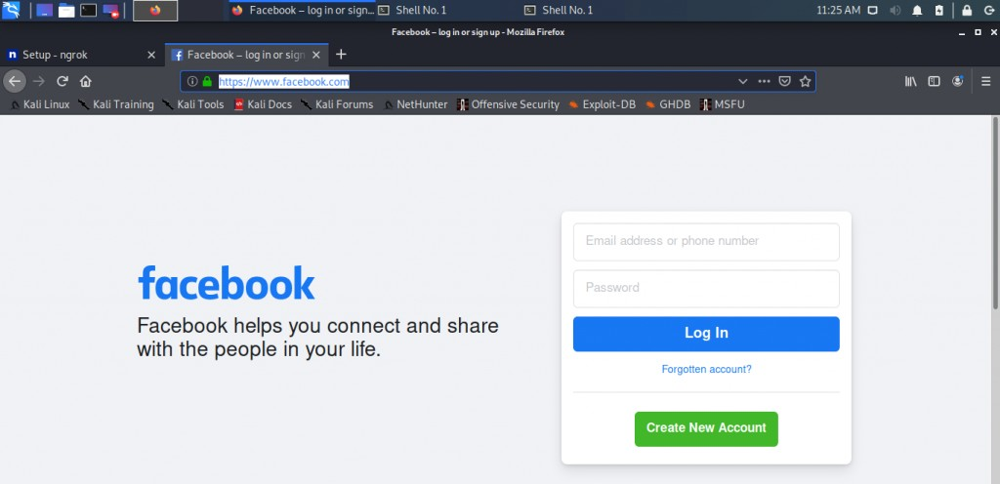 Facebook – log in or sign...
Shell No. 1
Shell No. 1
11:25 AM
Facebook – log in or sign up - Mozilla Firefox
n Setup - ngrok
Facebook – log in or sign
https://www.facebook.com
Kali Linux
Kali Training
Kali Tools
Kali Docs
Kali Forums
NetHunter
Offensive Security
Exploit-DB
GHDB
MSFU
facebook
Facebook helps you connect and share
with the people in your life.
Email address or phone number
Password
Log In
Forgotten account?
Create New Account